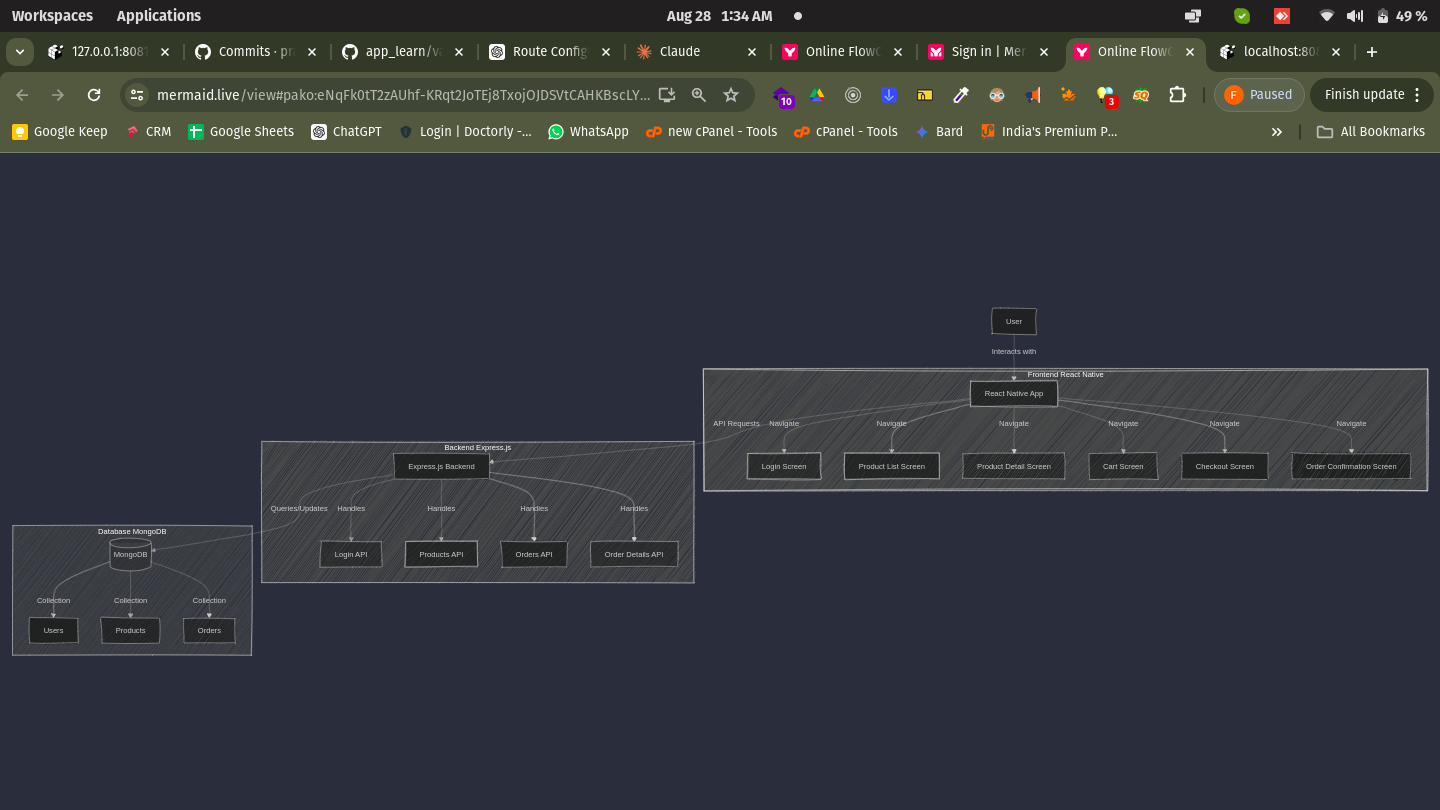 Workspaces Applications Aug 28 1:34 AM 49 %
127.0.0.1:8081 Commits · pr app_learn/va Route Config Claude Online FlowC Sign in | Mer Online FlowC localhost:808
mermaid.live/view#pako:eNqFk0tT2zAUhf-KRqt2JoTEj8TxojOJDSVtCAHKBscLY... 10 3 SQ F Paused Finish update
Google Keep CRM Google Sheets ChatGPT Login | Doctorly -... WhatsApp new cPanel - Tools cPanel - Tools Bard India's Premium P... All Bookmarks
User
Interacts with
Frontend React Native
React Native App
API Requests Navigate Navigate Navigate Navigate Navigate Navigate
Login Screen Product List Screen Product Detail Screen Cart Screen Checkout Screen Order Confirmation Screen
Backend Express.js
Express.js Backend
Queries/Updates Handles Handles Handles Handles
Login API Products API Orders API Order Details API
Database MongoDB
MongoDB
Collection Collection Collection
Users Products Orders